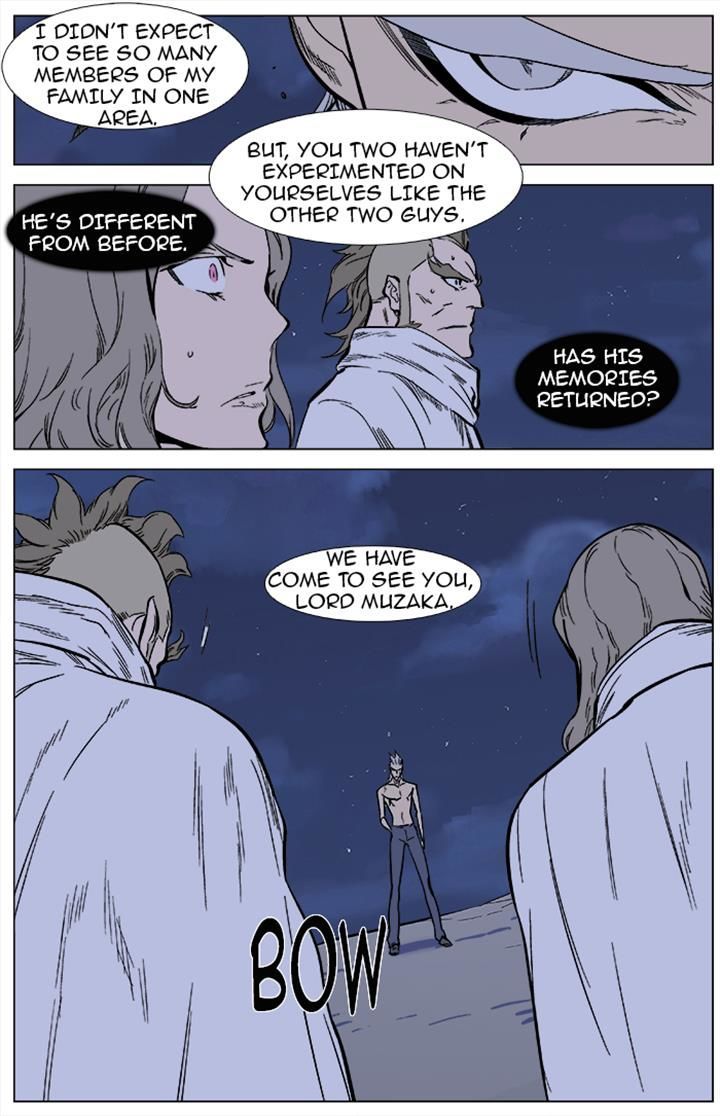 I DIDN'T EXPECT
TO SEE SO MANY
MEMBERS OF MY
FAMILY IN ONE
AREA.
BUT, YOU TWO HAVEN'T
EXPERIMENTED ON
YOURSELVES LIKE THE
OTHER TWO GUYS.
HE'S DIFFERENT
FROM BEFORE.
HAS HIS
MEMORIES
RETURNED?
WE HAVE
COME TO SEE YOU,
LORD MUZAKA.
BOW